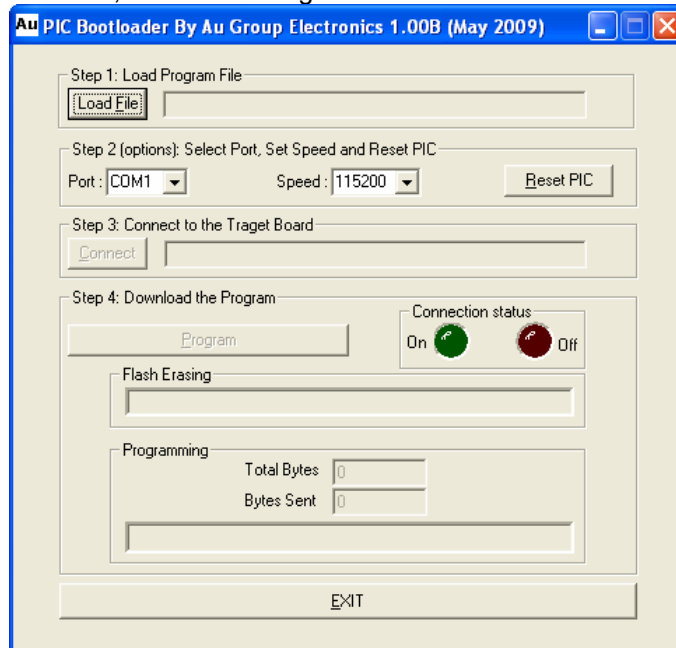 Au PIC Bootloader By Au Group Electronics 1.00B (May 2009)
Step 1: Load Program File
Load File
Step 2 (options): Select Port, Set Speed and Reset PIC
Port : COM1 Speed : 115200 Reset PIC
Step 3: Connect to the Traget Board
Connect
Step 4: Download the Program
Connection status
Program On Off
Flash Erasing
Programming
Total Bytes 0
Bytes Sent 0
EXIT